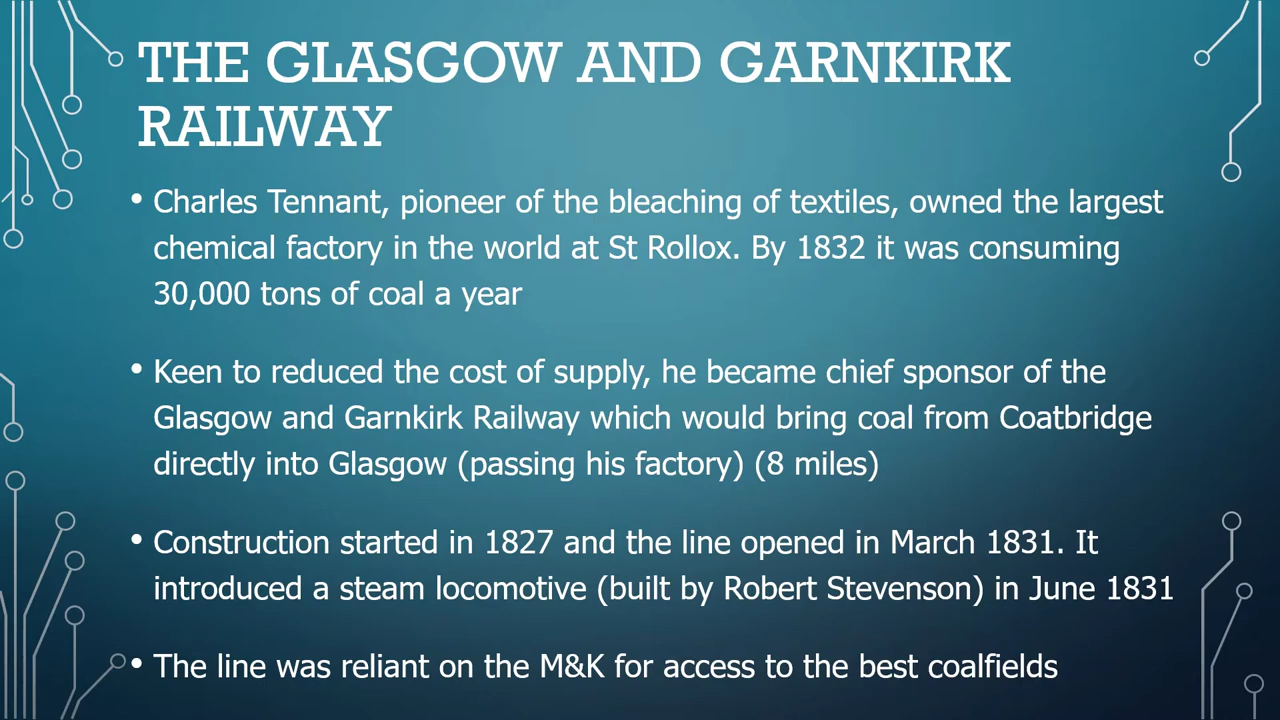 THE GLASGOW AND GARNKIRK
RAILWAY
• Charles Tennant, pioneer of the bleaching of textiles, owned the largest
chemical factory in the world at St Rollox. By 1832 it was consuming
30,000 tons of coal a year
• Keen to reduced the cost of supply, he became chief sponsor of the
Glasgow and Garnkirk Railway which would bring coal from Coatbridge
directly into Glasgow (passing his factory) (8 miles)
• Construction started in 1827 and the line opened in March 1831. It
introduced a steam locomotive (built by Robert Stevenson) in June 1831
• The line was reliant on the M&K for access to the best coalfields